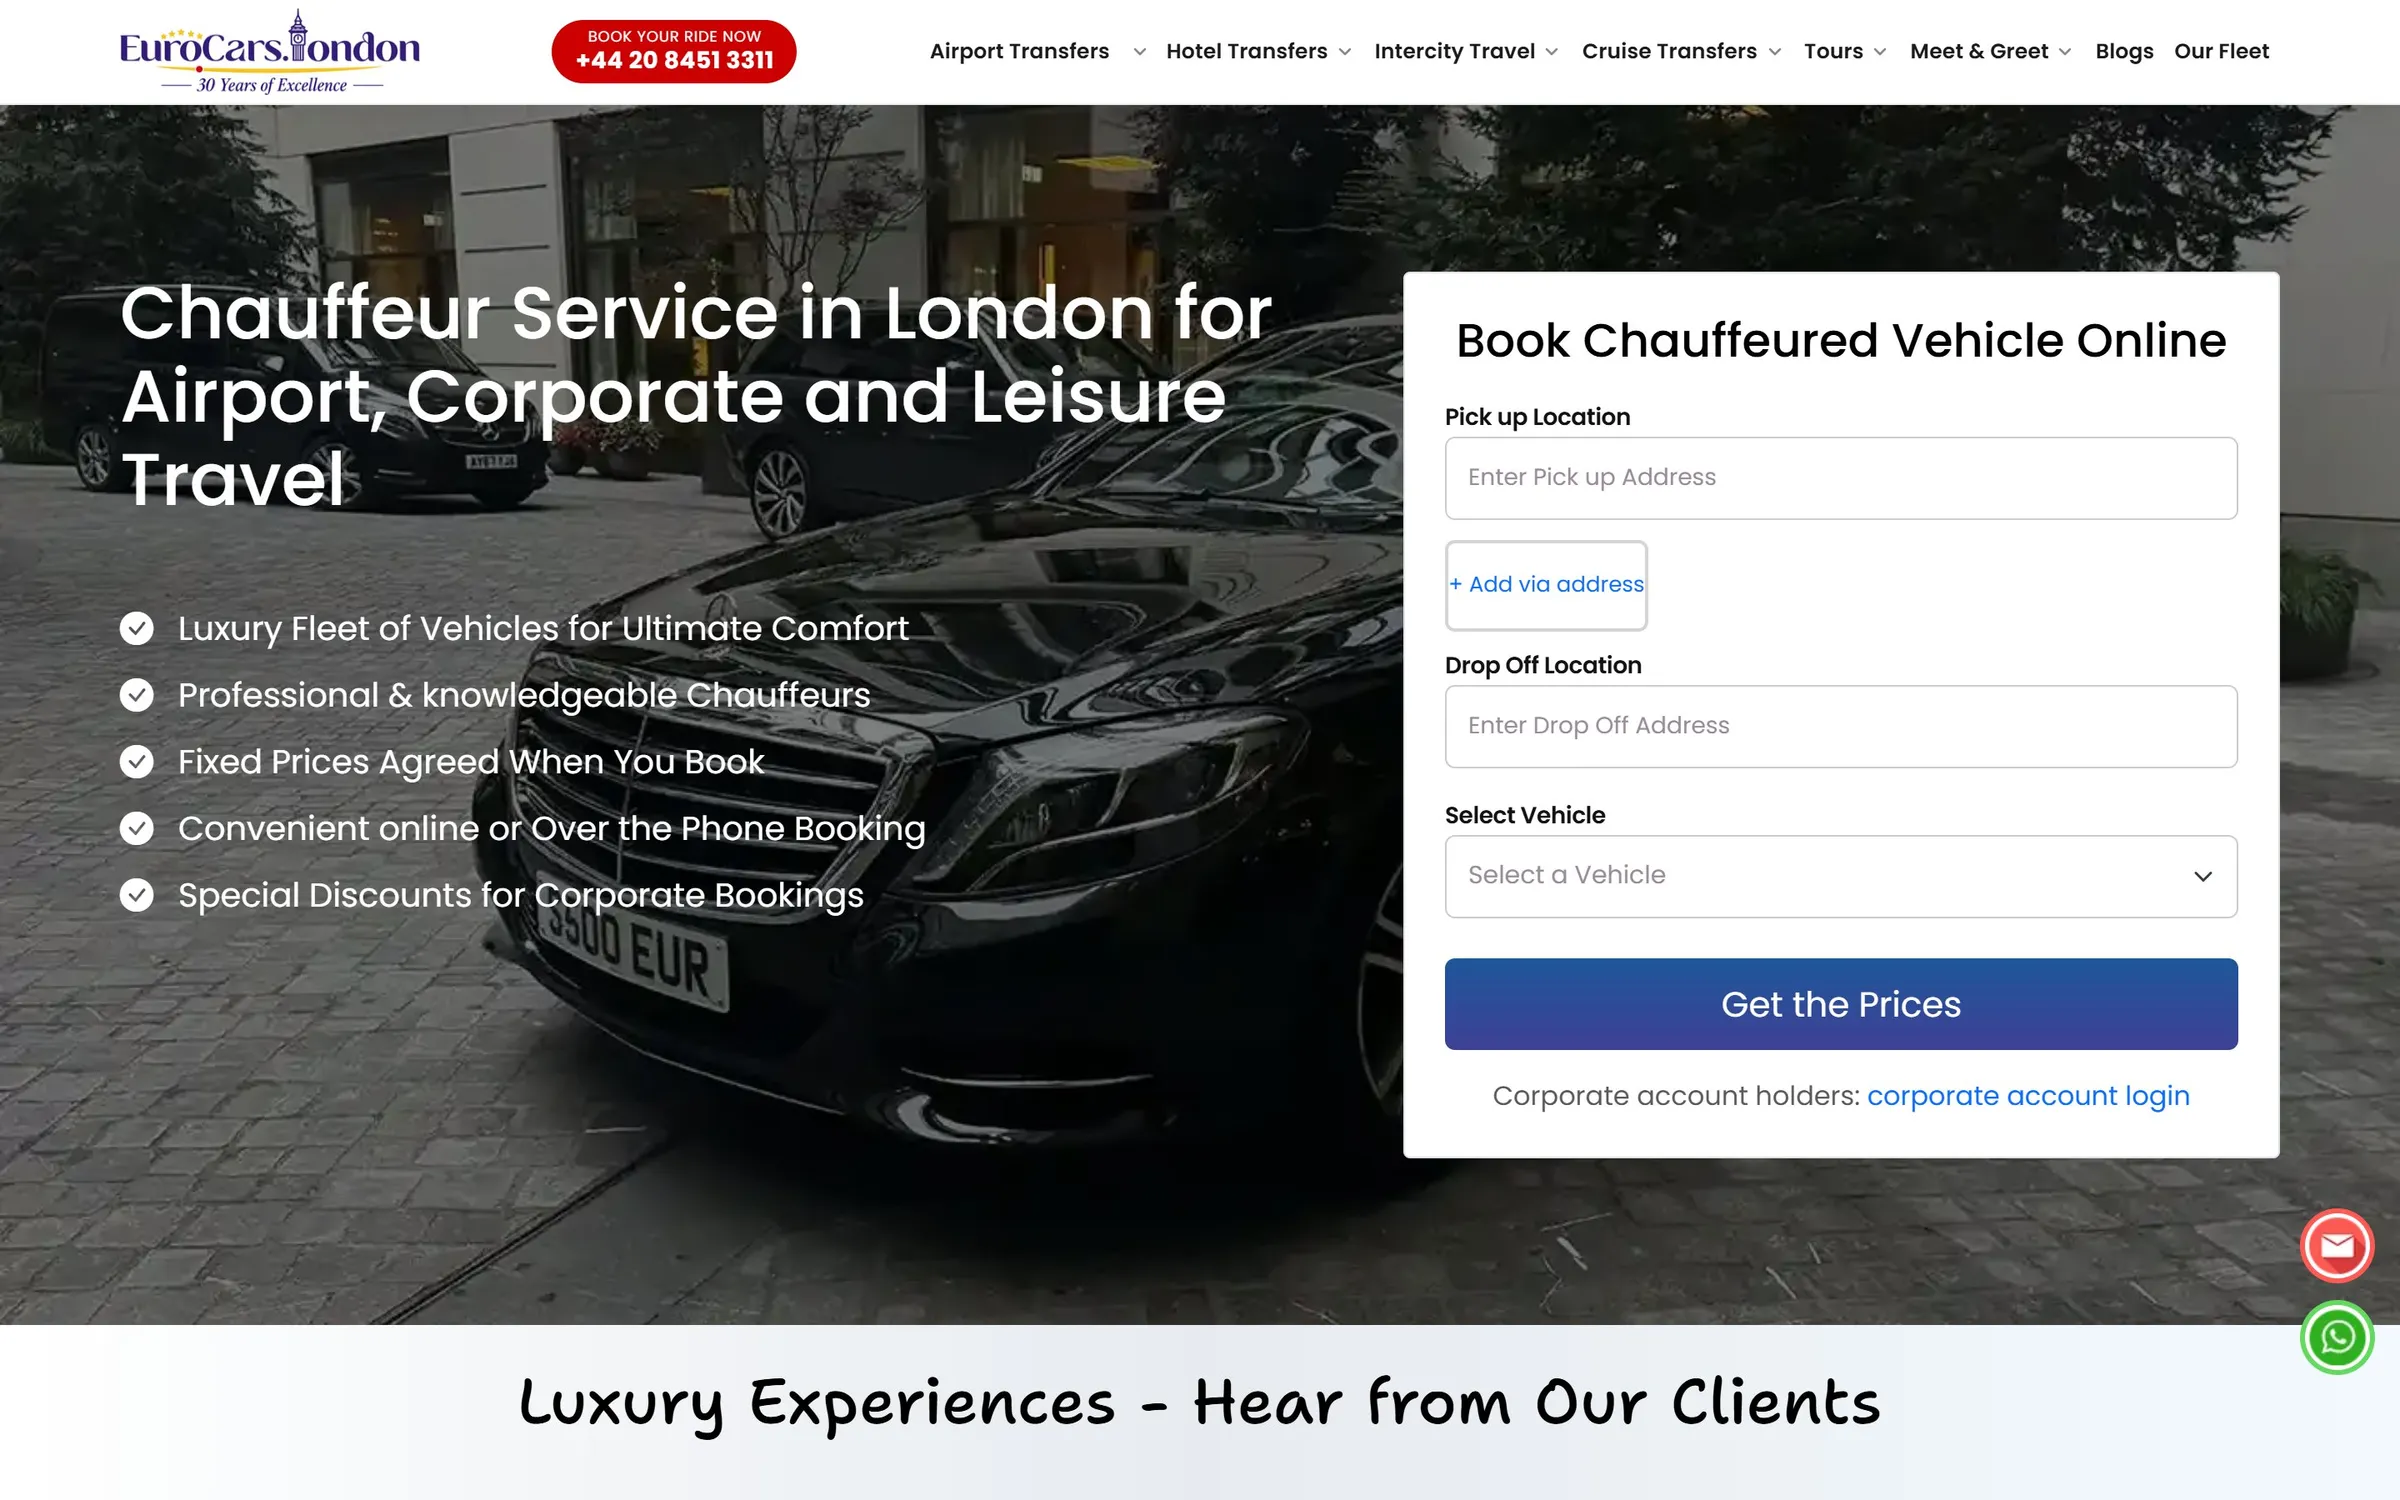 EuroCars.London
30 Years of Excellence
BOOK YOUR RIDE NOW
+44 20 8451 3311
Airport Transfers
Hotel Transfers
Intercity Travel
Cruise Transfers
Tours
Meet & Greet
Blogs
Our Fleet
Chauffeur Service in London for
Airport, Corporate and Leisure
Travel
Luxury Fleet of Vehicles for Ultimate Comfort
Professional & knowledgeable Chauffeurs
Fixed Prices Agreed When You Book
Convenient online or Over the Phone Booking
Special Discounts for Corporate Bookings
EUR
Book Chauffeured Vehicle Online
Pick up Location
Enter Pick up Address
+ Add via address
Drop Off Location
Enter Drop Off Address
Select Vehicle
Select a Vehicle
Get the Prices
Corporate account holders: corporate account login
Luxury Experiences - Hear from Our Clients